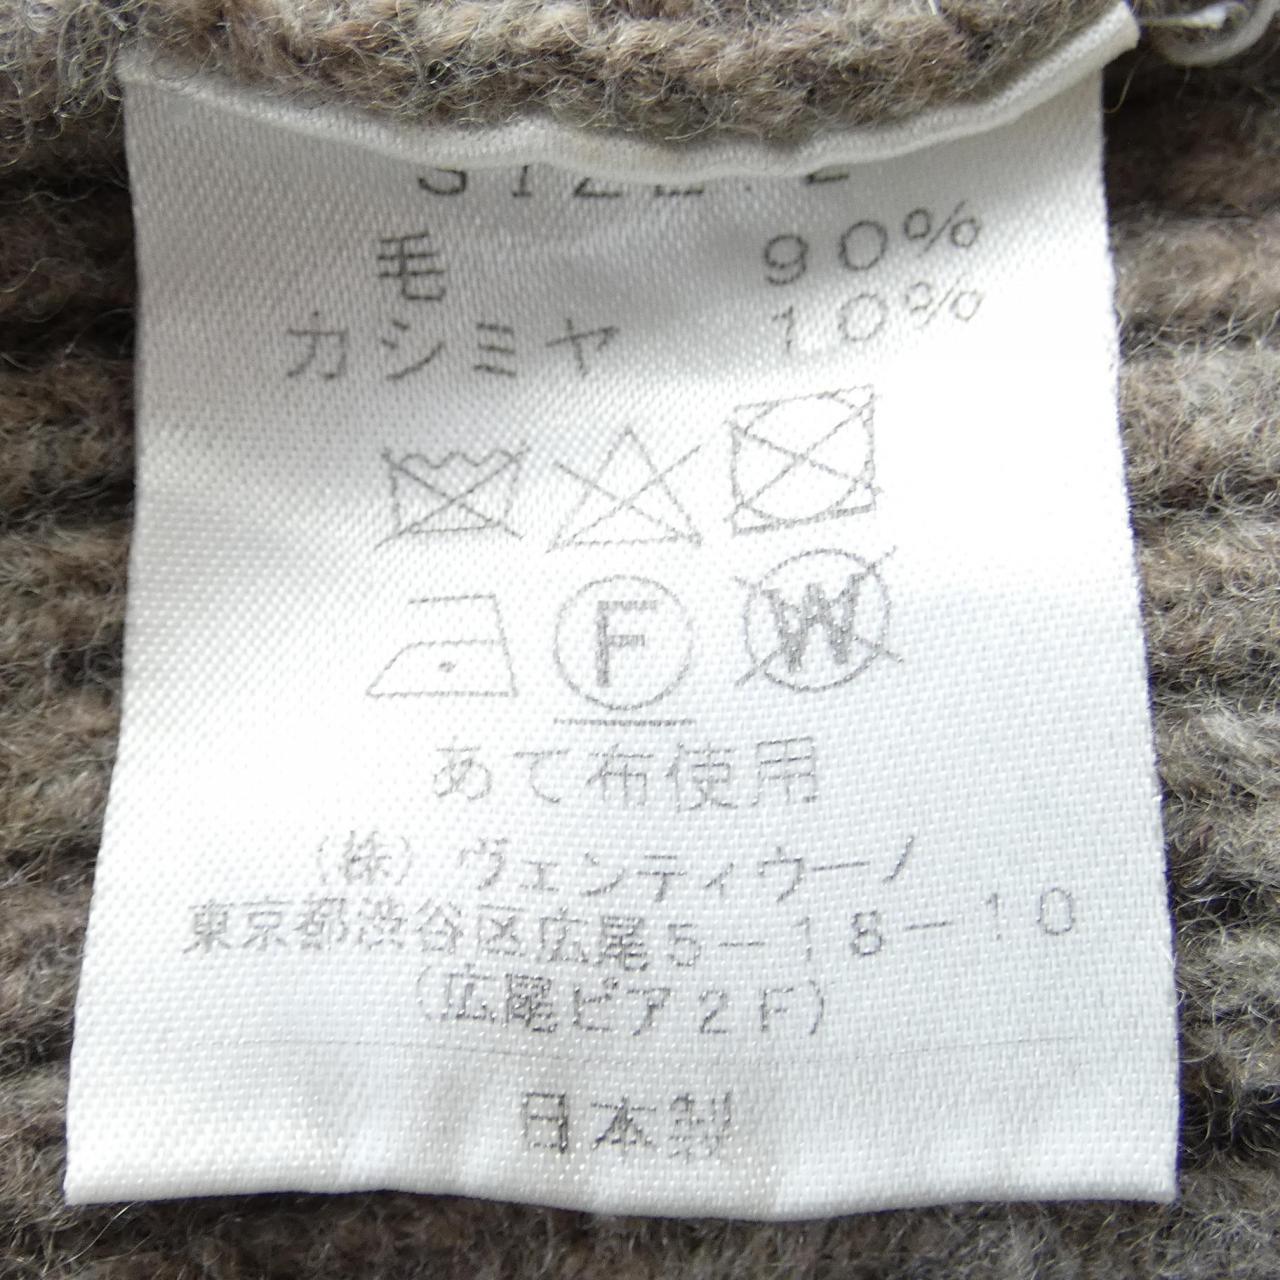 毛 90%
カシミヤ 10%
F W
あて布使用
(株) ヴェンティウーノ
東京都渋谷区広尾5-18-10
(広尾ピア2F)
日本製